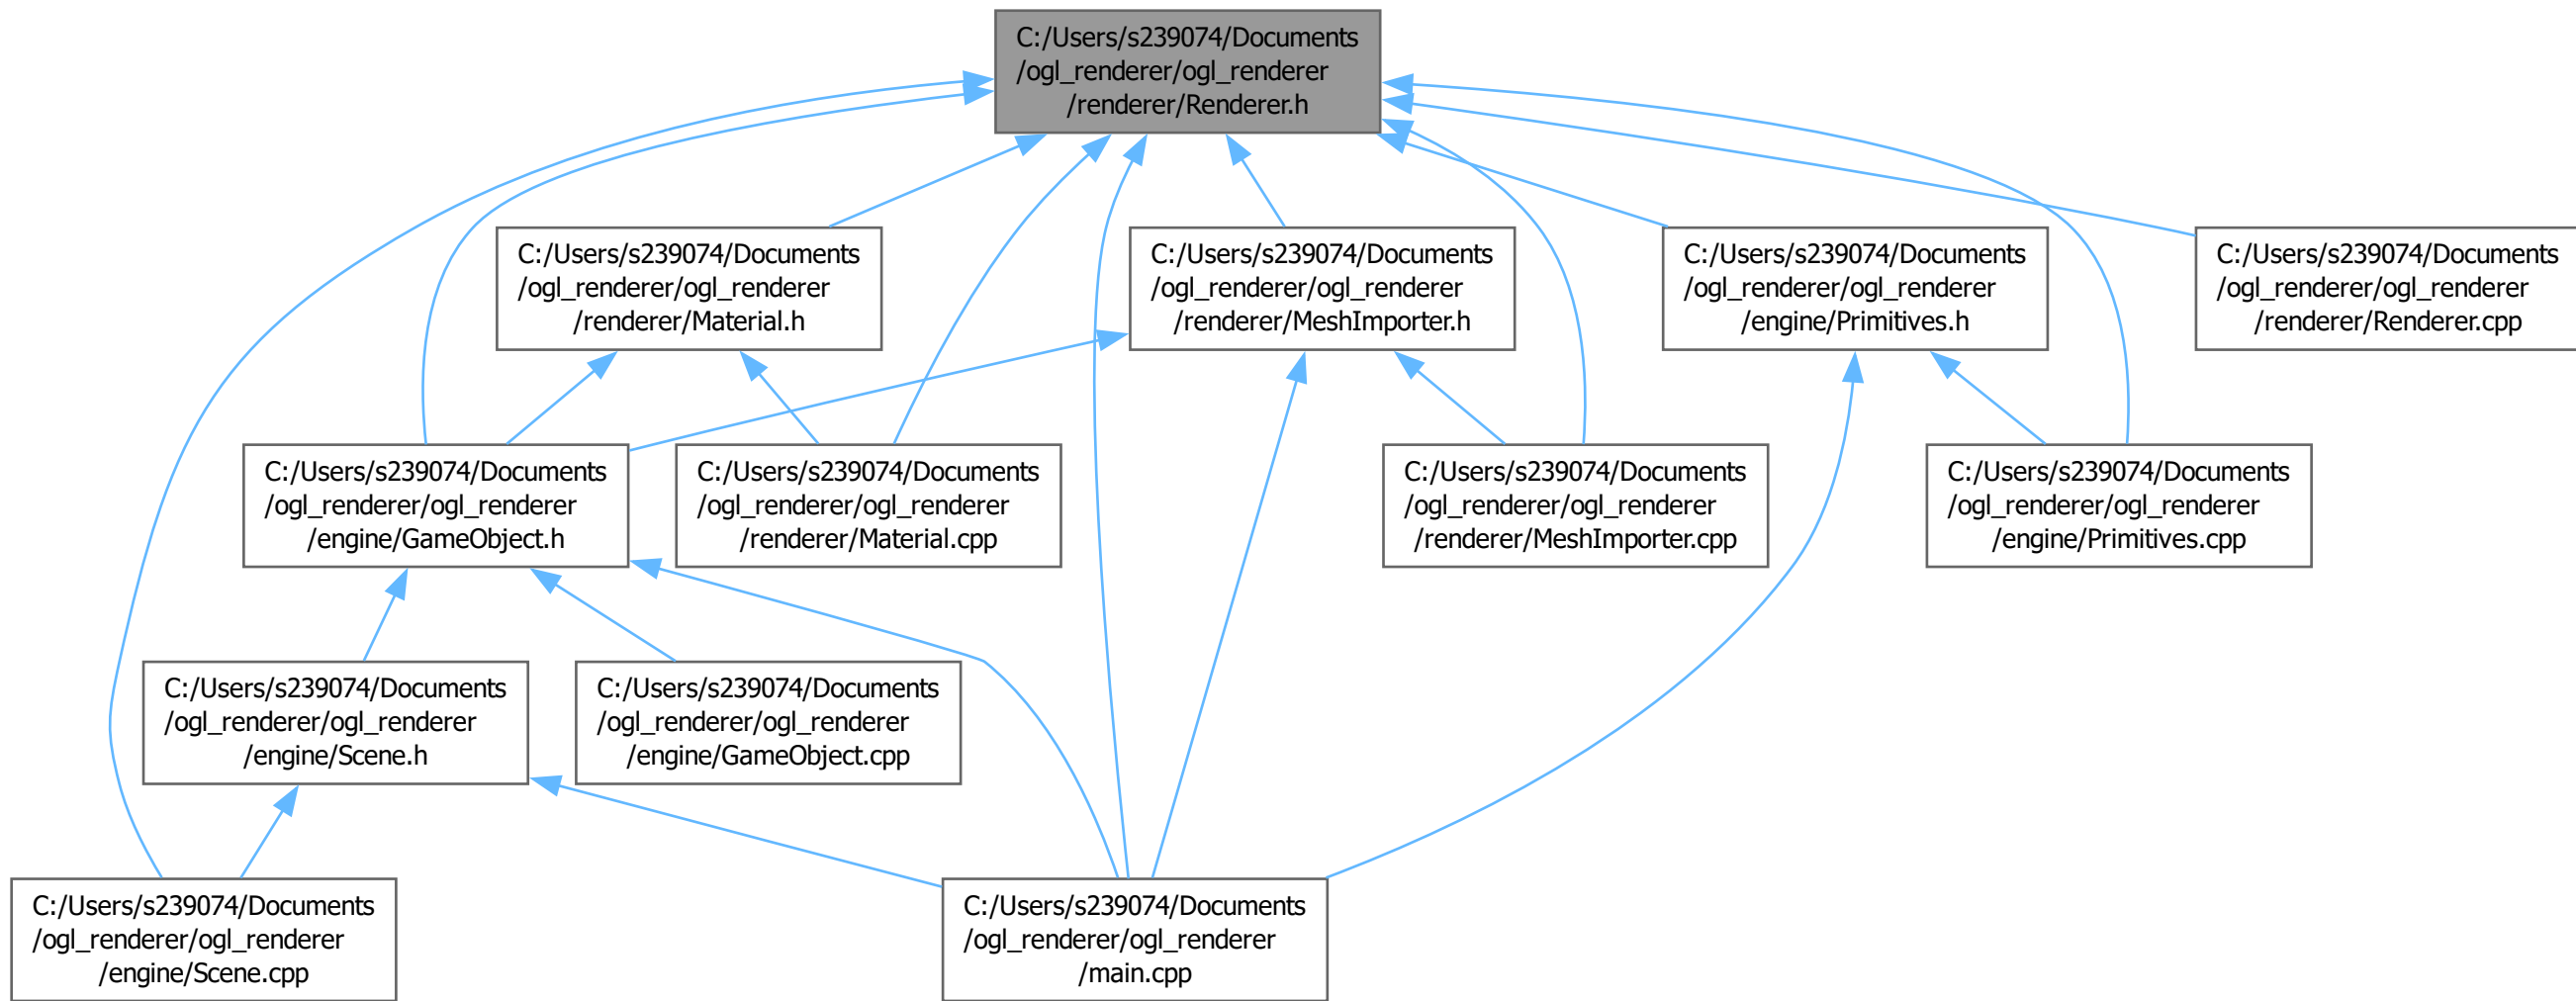 C:/Users/s239074/Documents
/ogl_renderer/ogl_renderer
/renderer/Renderer.h
C:/Users/s239074/Documents
/ogl_renderer/ogl_renderer
/renderer/Material.h
C:/Users/s239074/Documents
/ogl_renderer/ogl_renderer
/renderer/MeshImporter.h
C:/Users/s239074/Documents
/ogl_renderer/ogl_renderer
/engine/Primitives.h
C:/Users/s239074/Documents
/ogl_renderer/ogl_renderer
/renderer/Renderer.cpp
C:/Users/s239074/Documents
/ogl_renderer/ogl_renderer
/engine/GameObject.h
C:/Users/s239074/Documents
/ogl_renderer/ogl_renderer
/renderer/Material.cpp
C:/Users/s239074/Documents
/ogl_renderer/ogl_renderer
/renderer/MeshImporter.cpp
C:/Users/s239074/Documents
/ogl_renderer/ogl_renderer
/engine/Primitives.cpp
C:/Users/s239074/Documents
/ogl_renderer/ogl_renderer
/engine/Scene.h
C:/Users/s239074/Documents
/ogl_renderer/ogl_renderer
/engine/GameObject.cpp
C:/Users/s239074/Documents
/ogl_renderer/ogl_renderer
/engine/Scene.cpp
C:/Users/s239074/Documents
/ogl_renderer/ogl_renderer
/main.cpp